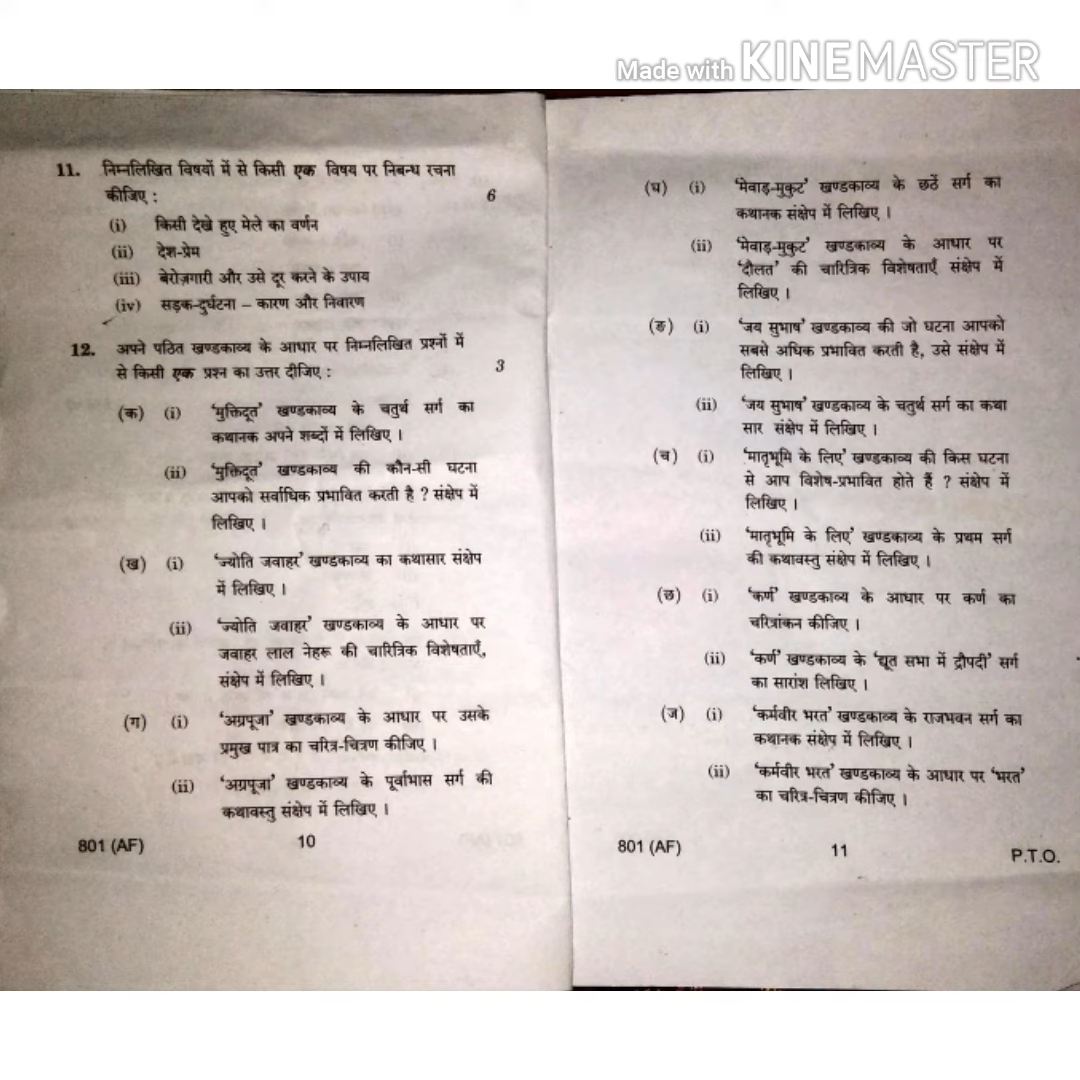 Made with KINEMASTER
11. निम्नलिखित विषयों में से किसी एक विषय पर निबन्ध रचना
कीजिए : 6
(i) किसी देखे हुए मेले का वर्णन
(ii) देश-प्रेम
(iii) बेरोज़गारी और उसे दूर करने के उपाय
(iv) सड़क-दुर्घटना – कारण और निवारण
12. अपने पठित खण्डकाव्य के आधार पर निम्नलिखित प्रश्नों में
से किसी एक प्रश्न का उत्तर दीजिए : 3
(क) (i) 'मुक्तिदूत' खण्डकाव्य के चतुर्थ सर्ग का
कथानक अपने शब्दों में लिखिए ।
(ii) 'मुक्तिदूत' खण्डकाव्य की कौन-सी घटना
आपको सर्वाधिक प्रभावित करती है ? संक्षेप में
लिखिए ।
(ख) (i) 'ज्योति जवाहर' खण्डकाव्य का कथासार संक्षेप
में लिखिए ।
(ii) 'ज्योति जवाहर' खण्डकाव्य के आधार पर
जवाहर लाल नेहरू की चारित्रिक विशेषताएँ,
संक्षेप में लिखिए ।
(ग) (i) 'अग्रपूजा' खण्डकाव्य के आधार पर उसके
प्रमुख पात्र का चरित्र-चित्रण कीजिए ।
(ii) 'अग्रपूजा' खण्डकाव्य के पूर्वाभास सर्ग की
कथावस्तु संक्षेप में लिखिए ।
801 (AF) 10
(घ) (i) 'मेवाड़-मुकुट' खण्डकाव्य के छठें सर्ग का
कथानक संक्षेप में लिखिए ।
(ii) 'मेवाड़-मुकुट' खण्डकाव्य के आधार पर
'दौलत' की चारित्रिक विशेषताएँ संक्षेप में
लिखिए ।
(ङ) (i) 'जय सुभाष' खण्डकाव्य की जो घटना आपको
सबसे अधिक प्रभावित करती है, उसे संक्षेप में
लिखिए ।
(ii) 'जय सुभाष' खण्डकाव्य के चतुर्थ सर्ग का कथा
सार संक्षेप में लिखिए ।
(च) (i) 'मातृभूमि के लिए' खण्डकाव्य की किस घटना
से आप विशेष-प्रभावित होते हैं ? संक्षेप में
लिखिए ।
(ii) 'मातृभूमि के लिए' खण्डकाव्य के प्रथम सर्ग
की कथावस्तु संक्षेप में लिखिए ।
(छ) (i) 'कर्ण' खण्डकाव्य के आधार पर कर्ण का
चरित्रांकन कीजिए ।
(ii) 'कर्ण' खण्डकाव्य के 'द्यूत सभा में द्रौपदी' सर्ग
का सारांश लिखिए ।
(ज) (i) 'कर्मवीर भरत' खण्डकाव्य के राजभवन सर्ग का
कथानक संक्षेप में लिखिए ।
(ii) 'कर्मवीर भरत' खण्डकाव्य के आधार पर 'भरत'
का चरित्र-चित्रण कीजिए ।
801 (AF) 11 P.T.O.